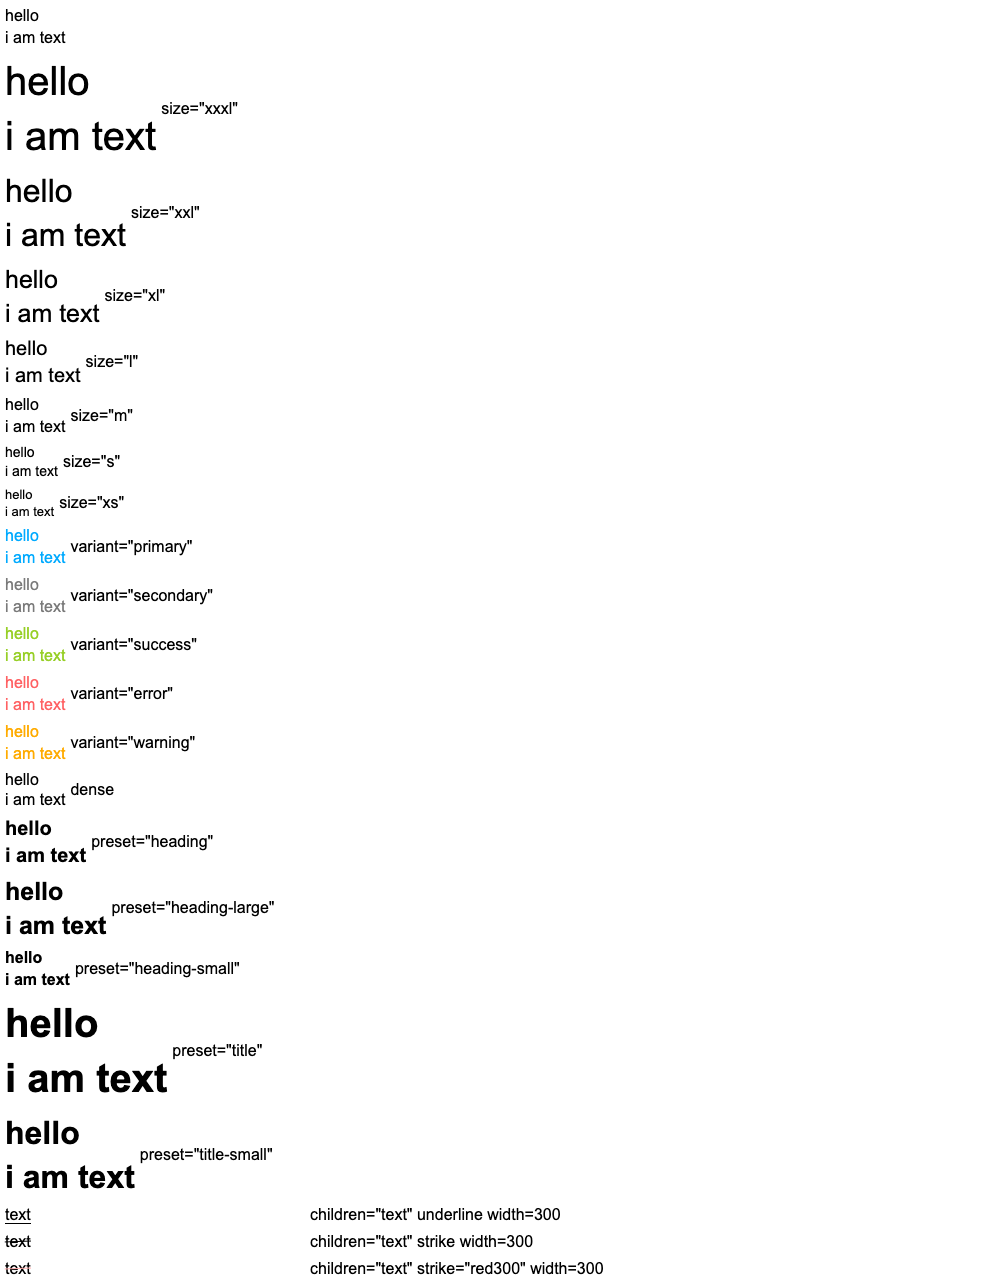 hello
i am text
hello
i am text size="xxxl"
hello
i am text size="xxl"
hello
i am text size="xl"
hello
i am text size="l"
hello
i am text size="m"
hello
i am text size="s"
hello
i am text size="xs"
hello
i am text variant="primary"
hello
i am text variant="secondary"
hello
i am text variant="success"
hello
i am text variant="error"
hello
i am text variant="warning"
hello
i am text dense
hello
i am text preset="heading"
hello
i am text preset="heading-large"
hello
i am text preset="heading-small"
hello
i am text preset="title"
hello
i am text preset="title-small"
text children="text" underline width=300
text children="text" strike width=300
text children="text" strike="red300" width=300